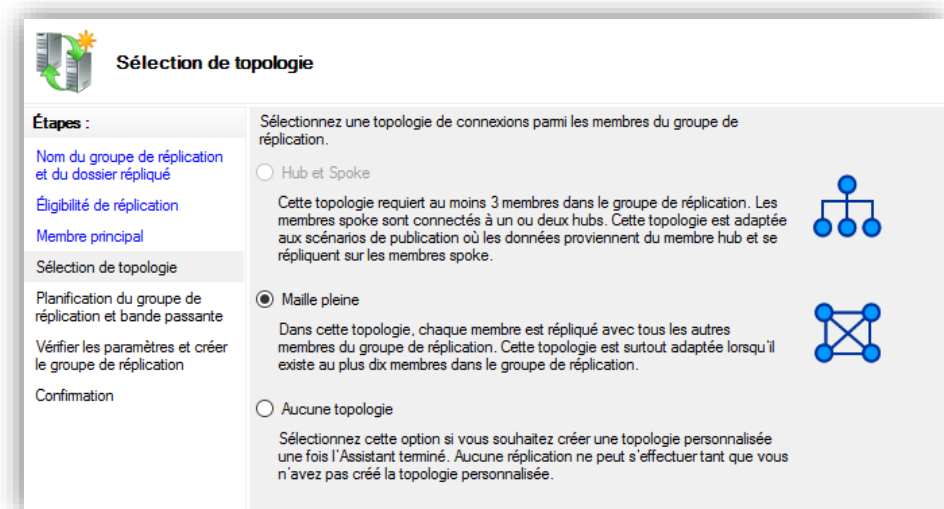 Sélection de topologie
Étapes :
Nom du groupe de réplication
et du dossier répliqué
Éligibilité de réplication
Membre principal
Sélection de topologie
Planification du groupe de
réplication et bande passante
Vérifier les paramètres et créer
le groupe de réplication
Confirmation
Sélectionnez une topologie de connexions parmi les membres du groupe de
réplication.
Hub et Spoke
Cette topologie requiert au moins 3 membres dans le groupe de réplication. Les
membres spoke sont connectés à un ou deux hubs. Cette topologie est adaptée
aux scénarios de publication où les données proviennent du membre hub et se
répliquent sur les membres spoke.
Maille pleine
Dans cette topologie, chaque membre est répliqué avec tous les autres
membres du groupe de réplication. Cette topologie est surtout adaptée lorsqu'il
existe au plus dix membres dans le groupe de réplication.
Aucune topologie
Sélectionnez cette option si vous souhaitez créer une topologie personnalisée
une fois l'Assistant terminé. Aucune réplication ne peut s'effectuer tant que vous
n'avez pas créé la topologie personnalisée.